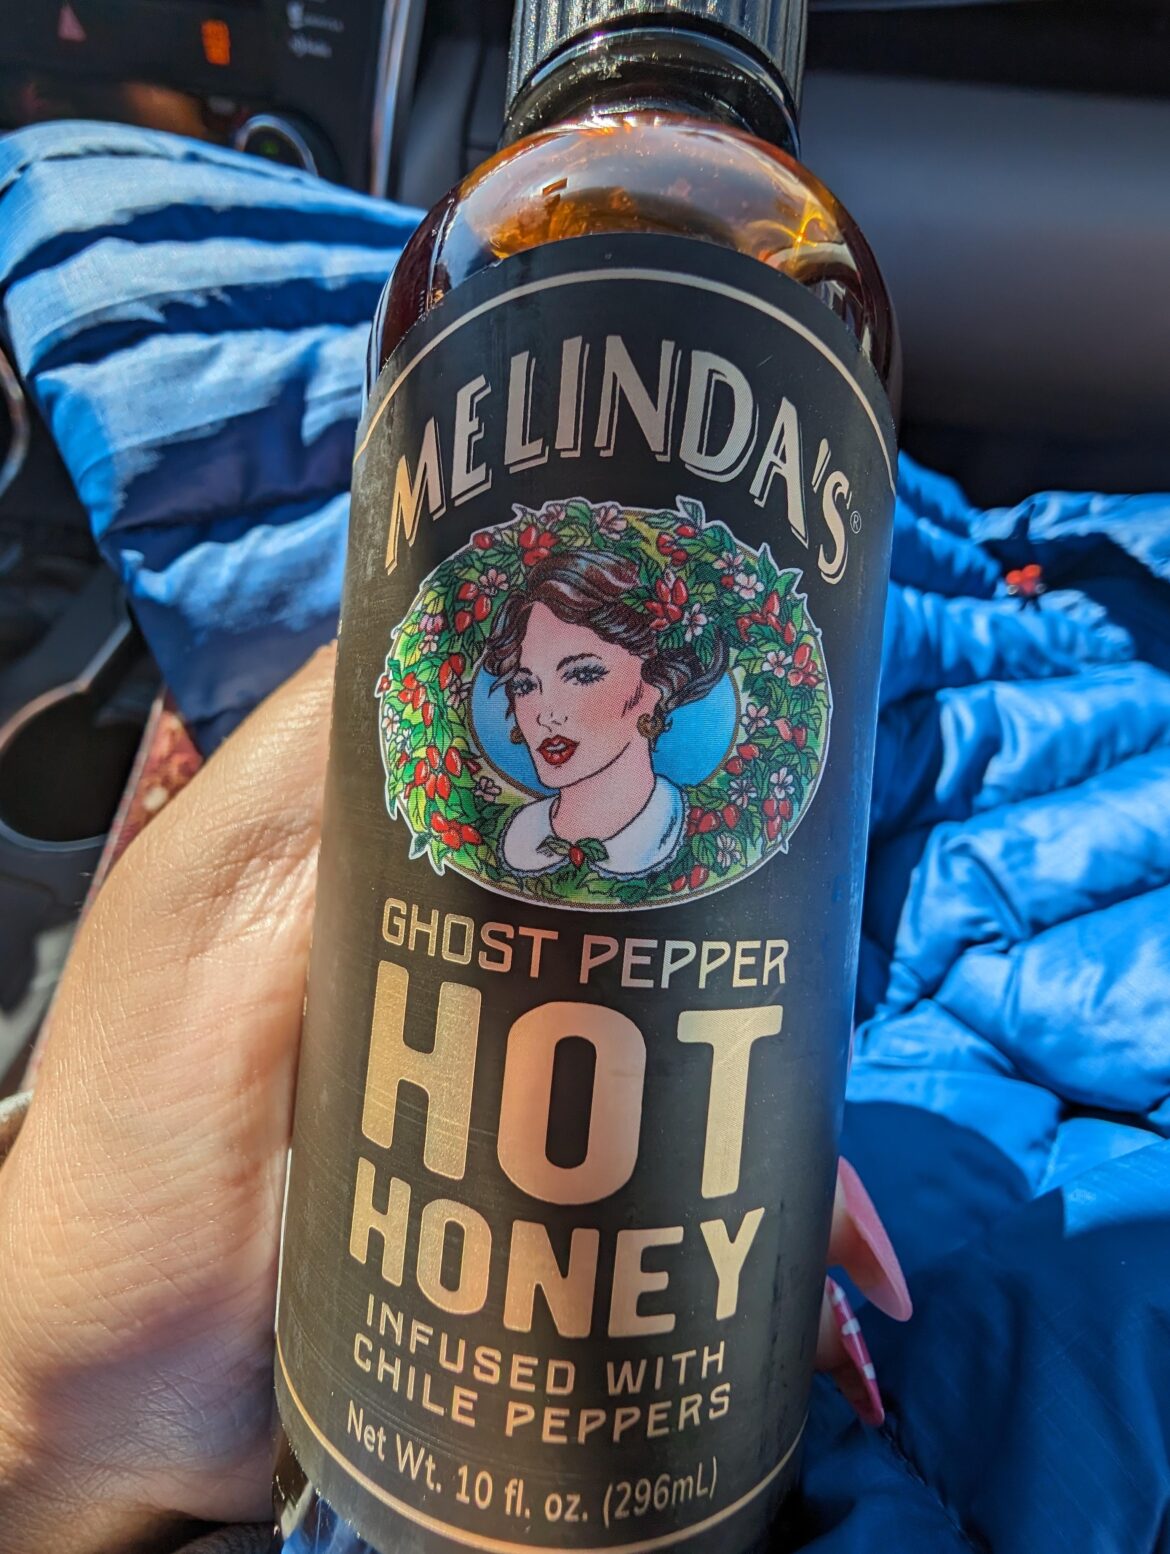 MELINDA'S®
GHOST PEPPER
HOT
HONEY
INFUSED WITH
CHILE PEPPERS
Net Wt. 10 fl. oz. (296mL)